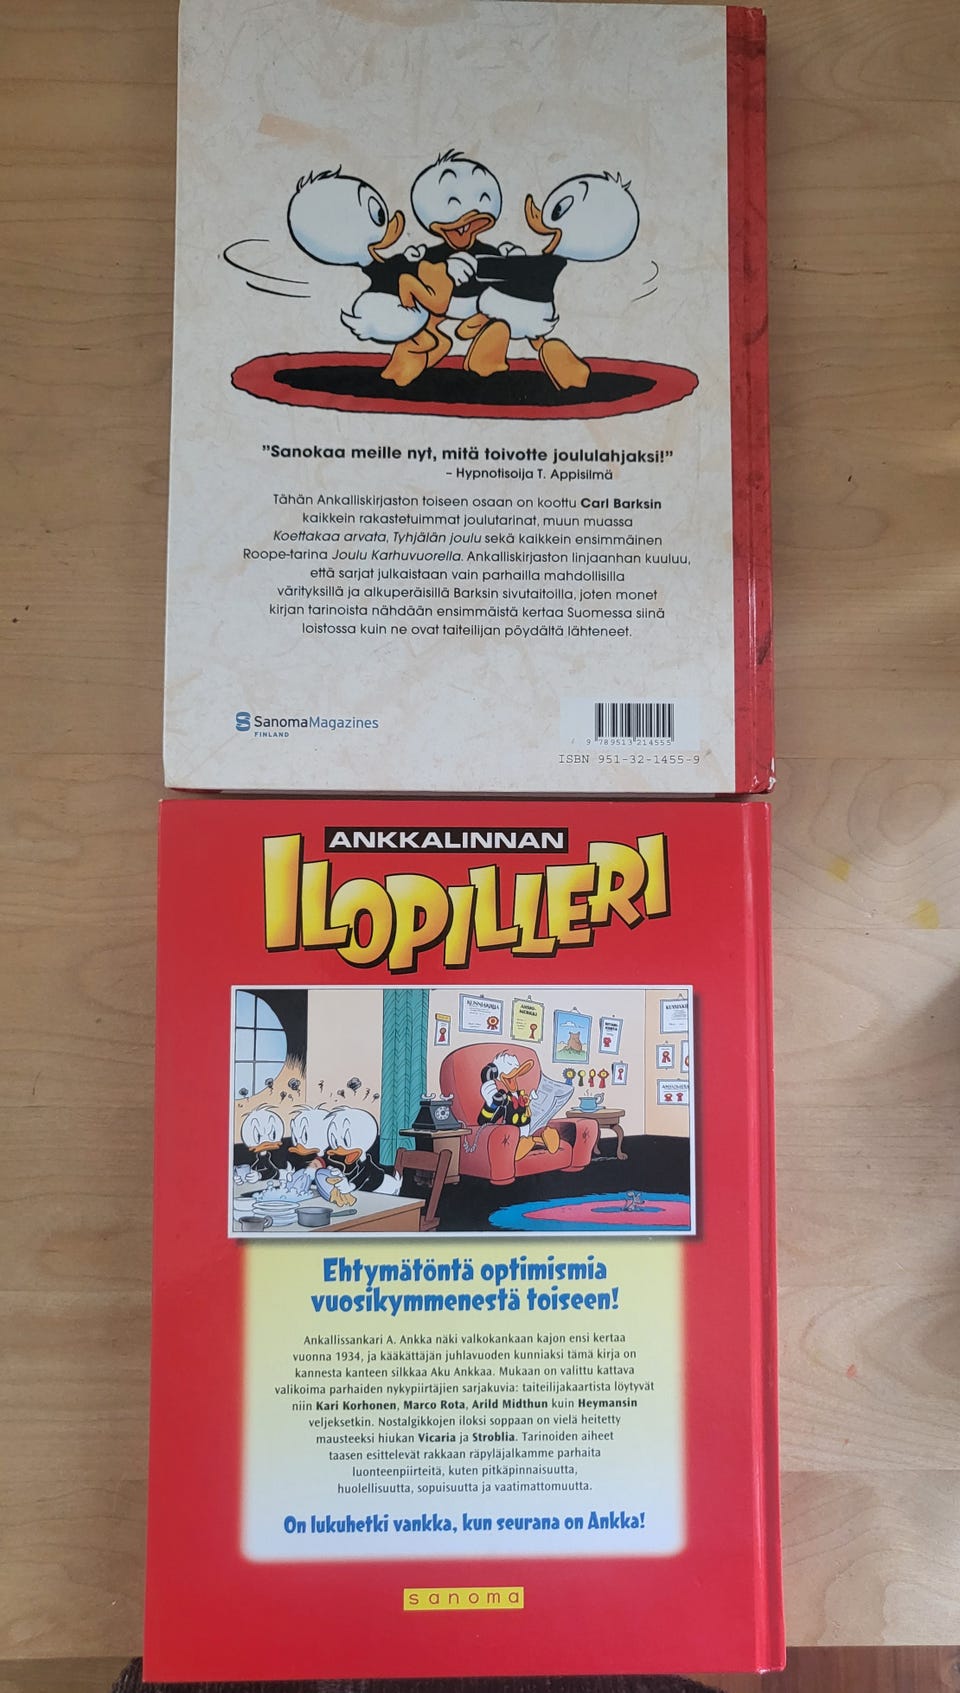 ”Sanokaa meille nyt, mitä toivotte joululahjaksi!”
– Hypnotisoija T. Appisilmä
Tähän Ankalliskirjaston toiseen osaan on koottu Carl Barksin
kaikkein rakastetuimmat joulutarinat, muun muassa
Koettakaa arvata, Tyhjälän joulu sekä kaikkein ensimmäinen
Roope-tarina Joulu Karhuvuorella. Ankalliskirjaston linjaanhan kuuluu,
että sarjat julkaistaan vain parhailla mahdollisilla
värityksillä ja alkuperäisillä Barksin sivutaitoilla, joten monet
kirjan tarinoista nähdään ensimmäistä kertaa Suomessa siinä
loistossa kuin ne ovat taiteilijan pöydältä lähteneet.
SanomaMagazines
FINLAND
9 789513 214555
ISBN 951-32-1455-9
ANKKALINNAN
ILOPILLERI
KUNNIAKIRJA
Ehtymätöntä optimismia
vuosikymmenestä toiseen!
Ankallissankari A. Ankka näki valkokankaan kajon ensi kertaa
vuonna 1934, ja kääkättäjän juhlavuoden kunniaksi tämä kirja on
kannesta kanteen silkkaa Aku Ankkaa. Mukaan on valittu kattava
valikoima parhaiden nykypiirtäjien sarjakuvia: taiteilijakaartista löytyvät
niin Kari Korhonen, Marco Rota, Arild Midthun kuin Heymansin
veljeksetkin. Nostalgikkojen iloksi soppaan on vielä heitetty
mausteeksi hiukan Vicaria ja Stroblia. Tarinoiden aiheet
taasen esittelevät rakkaan räpyläjalkamme parhaita
luonteenpiirteitä, kuten pitkäpinnaisuutta,
huolellisuutta, sopuisuutta ja vaatimattomuutta.
On lukuhetki vankka, kun seurana on Ankka!
sanoma